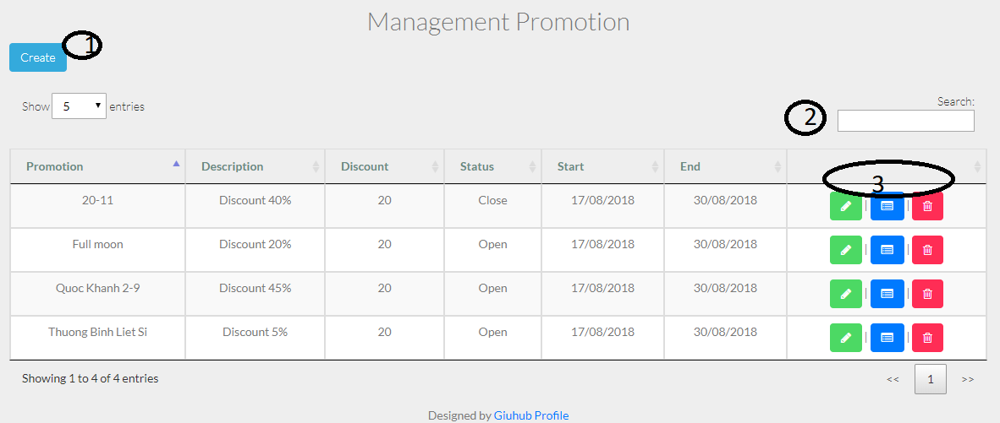 Management Promotion
1
Create
Show 5 entries
Search:
2
Promotion Description Discount Status Start End
3
20-11 Discount 40% 20 Close 17/08/2018 30/08/2018
| |
Full moon Discount 20% 20 Open 17/08/2018 30/08/2018 | |
Quoc Khanh 2-9 Discount 45% 20 Open 17/08/2018 30/08/2018 | |
Thuong Binh Liet Si Discount 5% 20 Open 17/08/2018 30/08/2018 | |
Showing 1 to 4 of 4 entries << 1 >>
Designed by Giuhub Profile